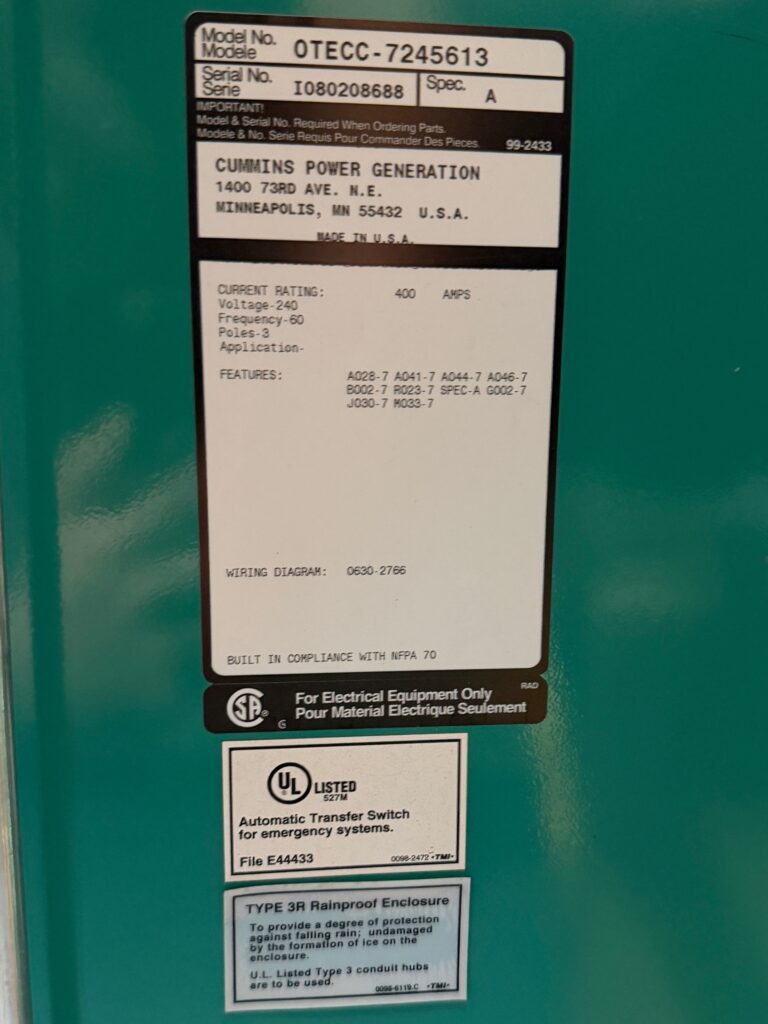 Model No. OTECC-7245613
Modele
Serial No. I080208688 Spec. A
Serie
IMPORTANT!
Model & Serial No. Required When Ordering Parts.
Modele & No. Serie Requis Pour Commander Des Pieces. 99-2433
CUMMINS POWER GENERATION
1400 73RD AVE. N.E.
MINNEAPOLIS, MN 55432 U.S.A.
MADE IN U.S.A.
CURRENT RATING: 400 AMPS
Voltage-240
Frequency-60
Poles-3
Application-
FEATURES: A028-7 A041-7 A044-7 A046-7
B002-7 R023-7 SPEC-A G002-7
J030-7 M033-7
WIRING DIAGRAM: 0630-2766
BUILT IN COMPLIANCE WITH NFPA 70
RAD
SA ® G For Electrical Equipment Only
Pour Material Electrique Seulement
UL ® LISTED
527M
Automatic Transfer Switch
for emergency systems.
File E44433 0098-2472 •TMI•
TYPE 3R Rainproof Enclosure
To provide a degree of protection
against falling rain; undamaged
by the formation of ice on the
enclosure.
U.L. Listed Type 3 conduit hubs
are to be used. 0098-6119.C •TMI•